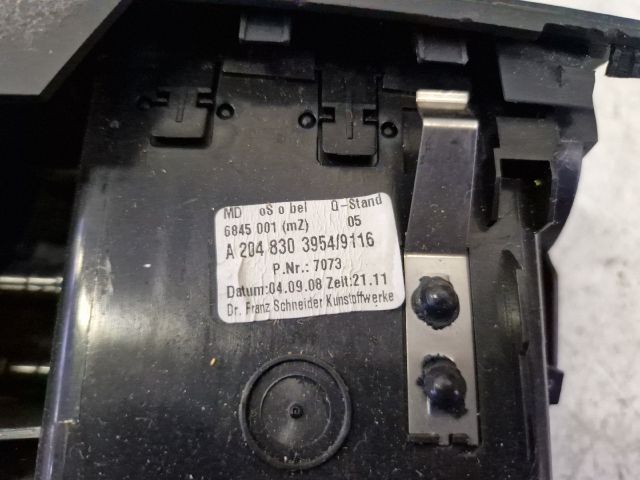 MD oS o bel ü-Stand
6845 001 (mZ) 05
A 204 830 3954/9116
P.Nr.: 7073
Datum:04.09.08 Zeit:21.11
Dr. Franz Schneider Kunstoffwerke